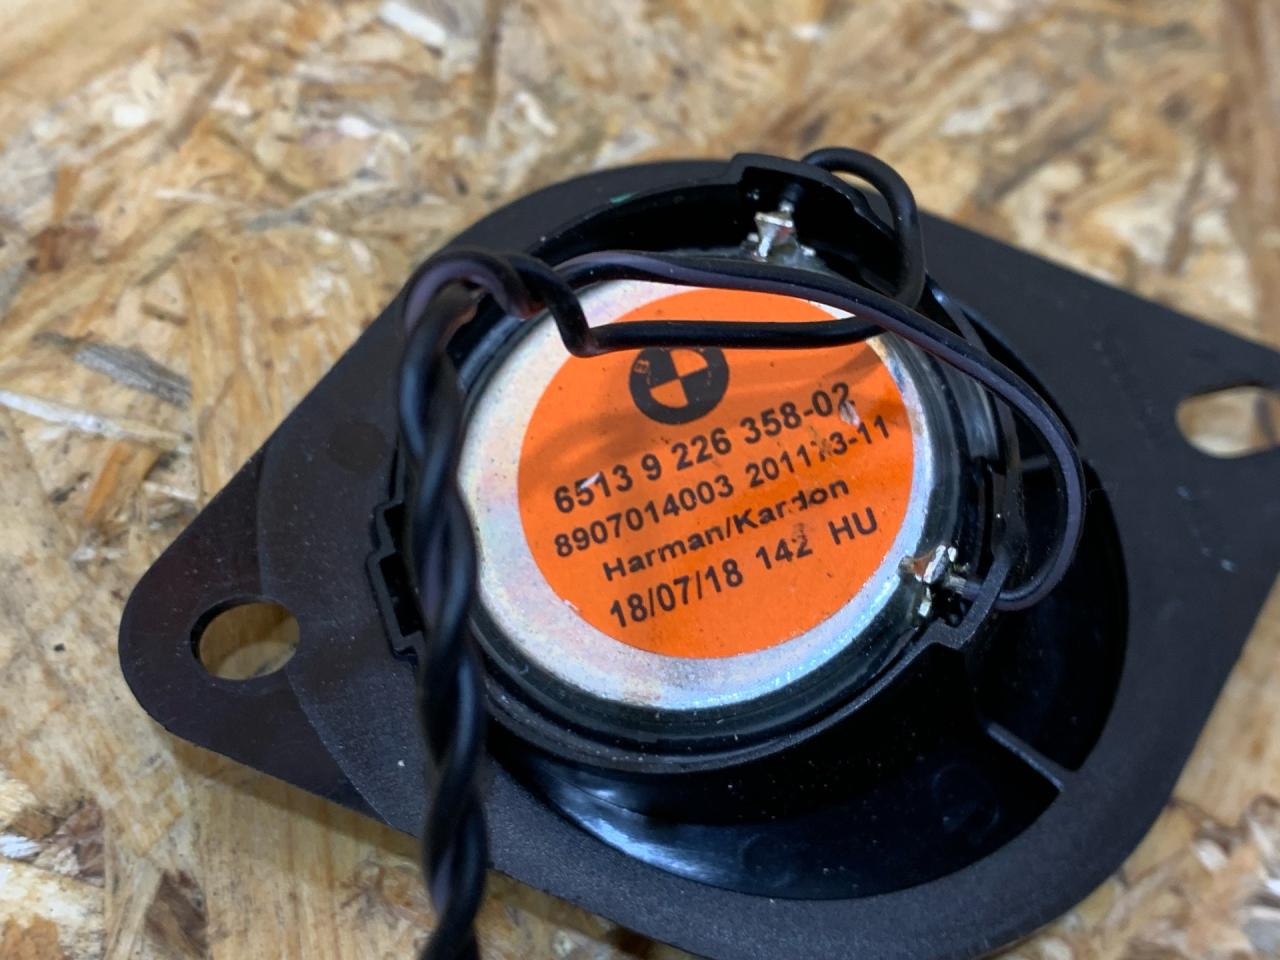 6513 9 226 358-02
8907014003 201173-11
Harman/Kardon
18/07/18 142 HU